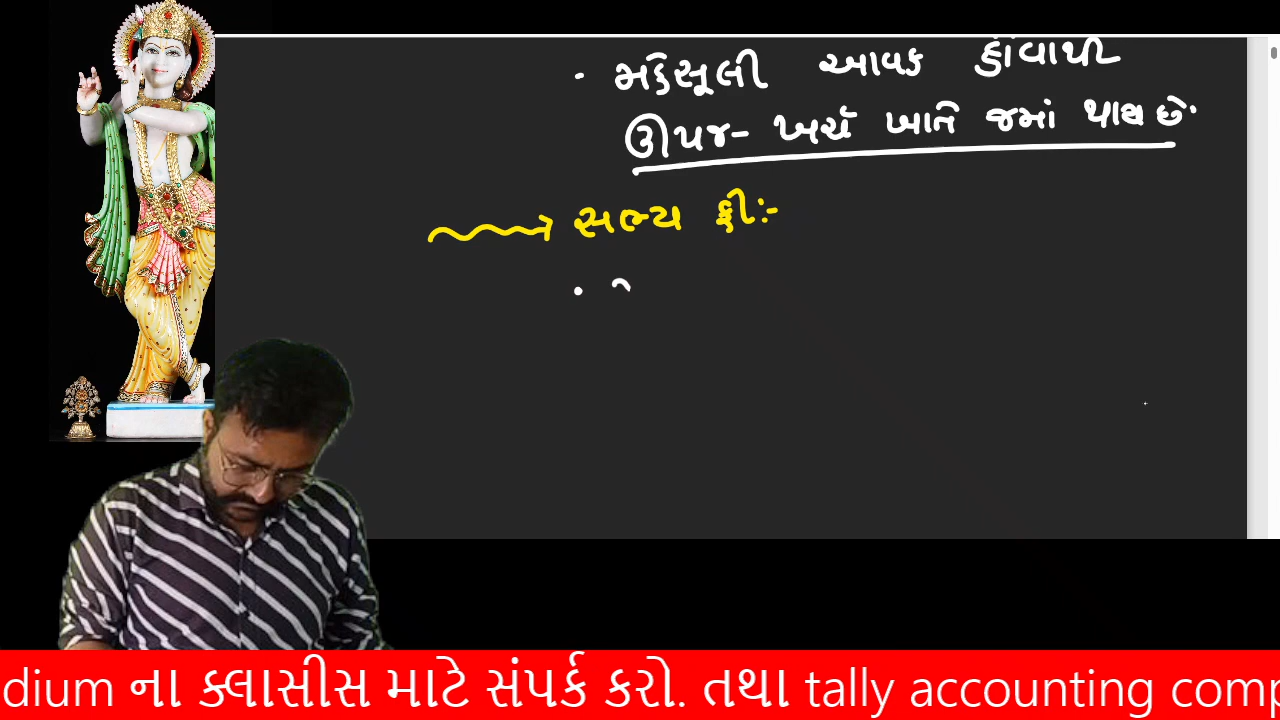 · મહેસૂલી આવક હોવાથી
ઊપજ- ખર્ચ ખાતે જમાં થાય છે.
સભ્ય ફી:-
dium ના ક્લાસીસ માટે સંપર્ક કરો. તથા tally accounting comp